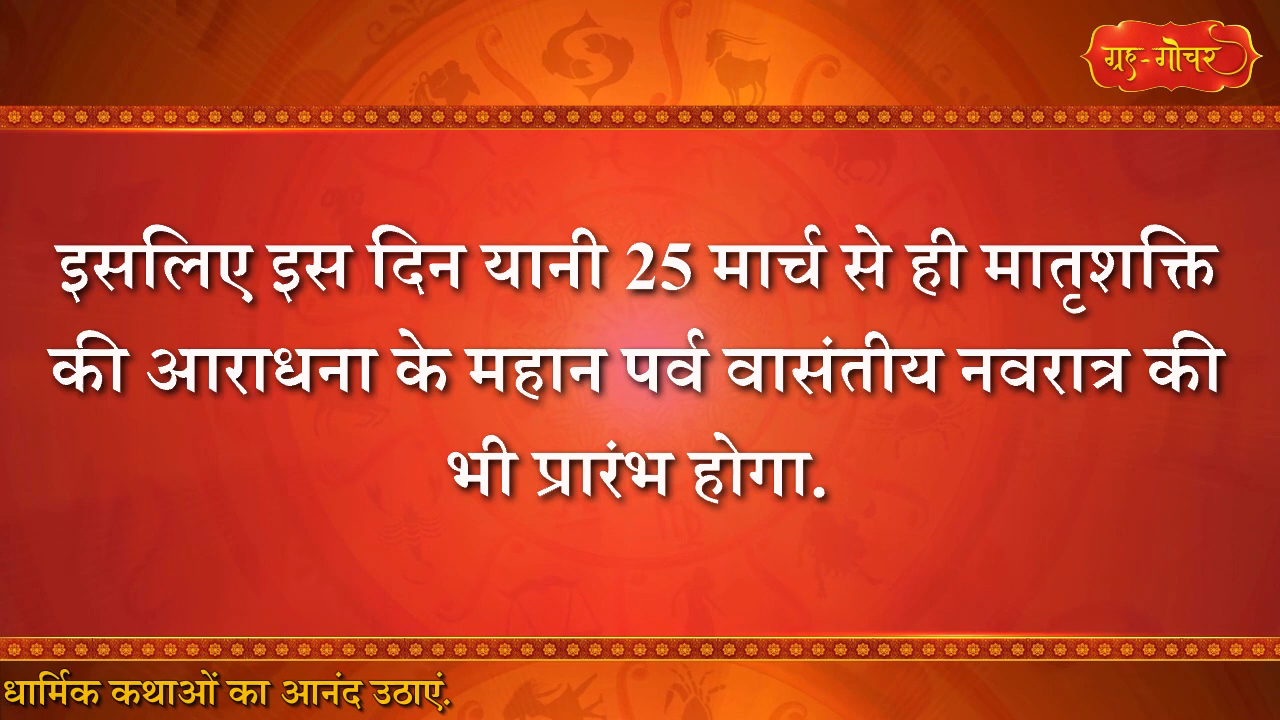 ग्रह-गोचर
इसलिए इस दिन यानी 25 मार्च से ही मातृशक्ति
की आराधना के महान पर्व वासंतीय नवरात्र की
भी प्रारंभ होगा.
धार्मिक कथाओं का आनंद उठाएं.